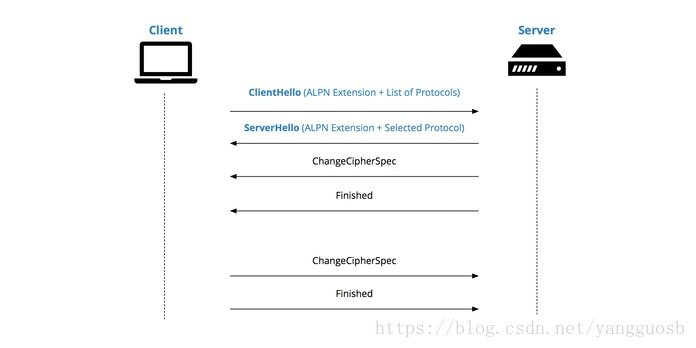 Client
Server
ClientHello (ALPN Extension + List of Protocols)
ServerHello (ALPN Extension + Selected Protocol)
ChangeCipherSpec
Finished
ChangeCipherSpec
Finished
https://blog.csdn.net/yangguosb